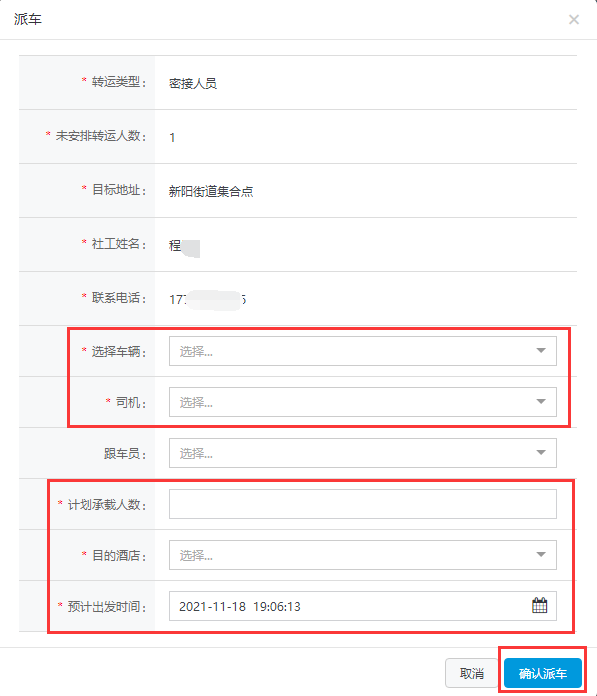 派车
* 转运类型： 密接人员
* 未安排转运人数： 1
* 目标地址： 新阳街道集合点
* 社工姓名： 程
* 联系电话： 177 5
* 选择车辆： 选择...
* 司机： 选择...
跟车员： 选择...
* 计划承载人数：
* 目的酒店： 选择...
* 预计出发时间： 2021-11-18 19:06:13
取消 确认派车